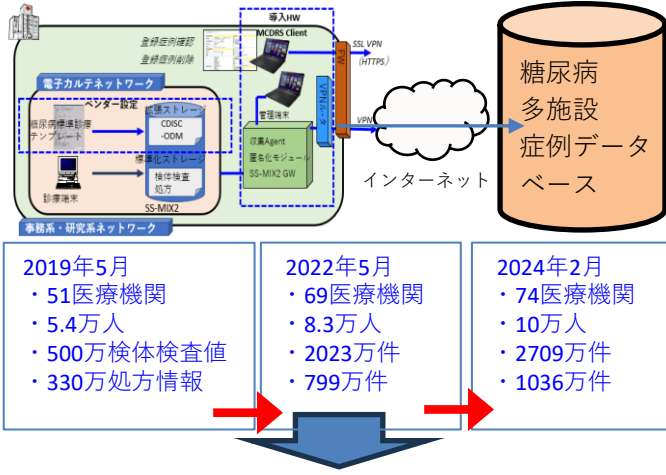 導入HW
MCDRS Client
登録症例確認
登録症例削除
SSL VPN
(HTTPS)
FW
電子カルテネットワーク
ベンダー設定
拡張ストレージ
CDISC
-ODM
糖尿病標準診療
テンプレート
管理端末
VPNルータ
VPN
標準化ストレージ
検体検査
処方
診療端末
SS-MIX2
収集Agent
匿名化モジュール
SS-MIX2 GW
インターネット
事務系・研究系ネットワーク
糖尿病
多施設
症例データ
ベース
2019年5月
・51医療機関
・5.4万人
・500万検体検査値
・330万処方情報
2022年5月
・69医療機関
・8.3万人
・2023万件
・799万件
2024年2月
・74医療機関
・10万人
・2709万件
・1036万件